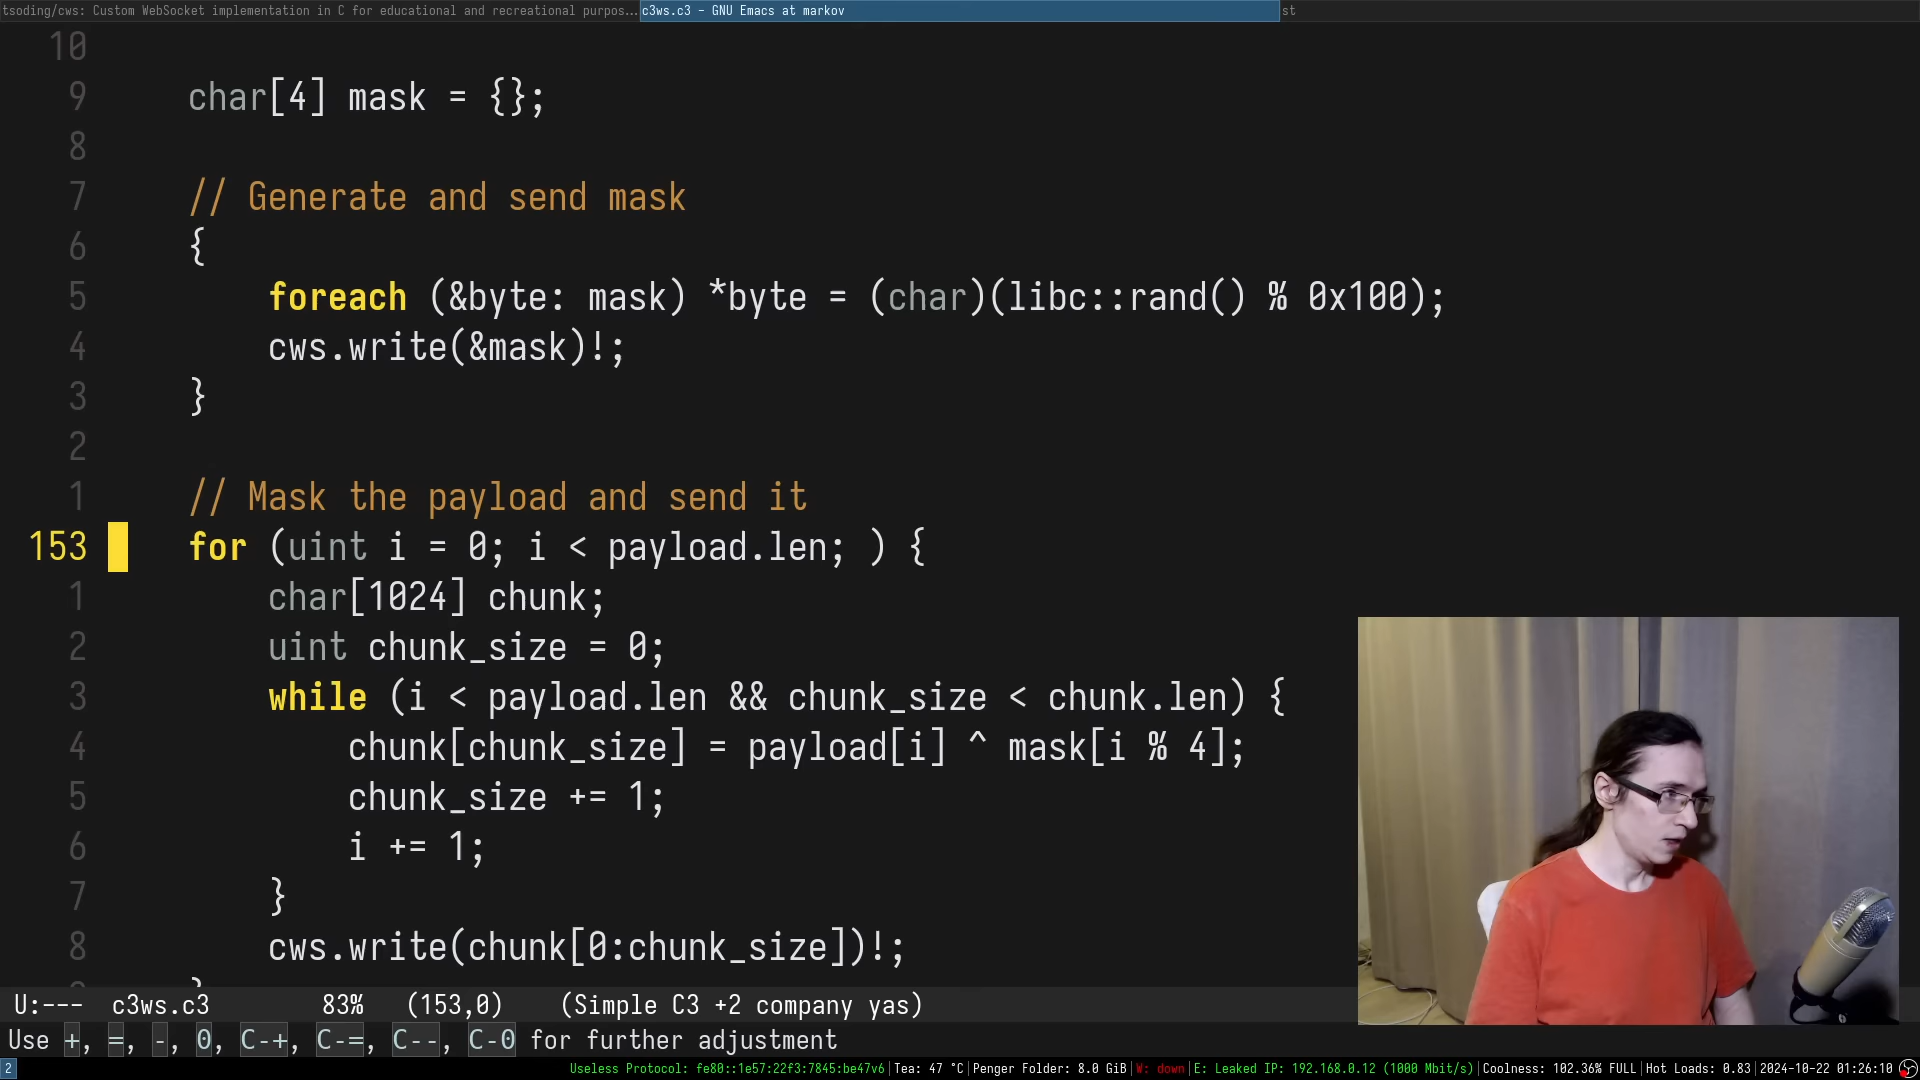 tsoding/cws: Custom WebSocket implementation in C for educational and recreational purpos...
c3ws.c3 - GNU Emacs at markov
st
10
9 char[4] mask = {};
8
7 // Generate and send mask
6 {
5 foreach (&byte: mask) *byte = (char)(libc::rand() % 0x100);
4 cws.write(&mask)!;
3 }
2
1 // Mask the payload and send it
153 for (uint i = 0; i < payload.len; ) {
1 char[1024] chunk;
2 uint chunk_size = 0;
3 while (i < payload.len && chunk_size < chunk.len) {
4 chunk[chunk_size] = payload[i] ^ mask[i % 4];
5 chunk_size += 1;
6 i += 1;
7 }
8 cws.write(chunk[0:chunk_size])!;
U:--- c3ws.c3 83% (153,0) (Simple C3 +2 company yas)
Use +, =, -, 0, C-+, C-=, C--, C-0 for further adjustment
2
Useless Protocol: fe80::1e57:22f3:7845:be47v6|Tea: 47 °C|Penger Folder: 8.0 GiB|W: down|E: Leaked IP: 192.168.0.12 (1000 Mbit/s)|Coolness: 102.36% FULL|Hot Loads: 0.83|2024-10-22 01:26:10